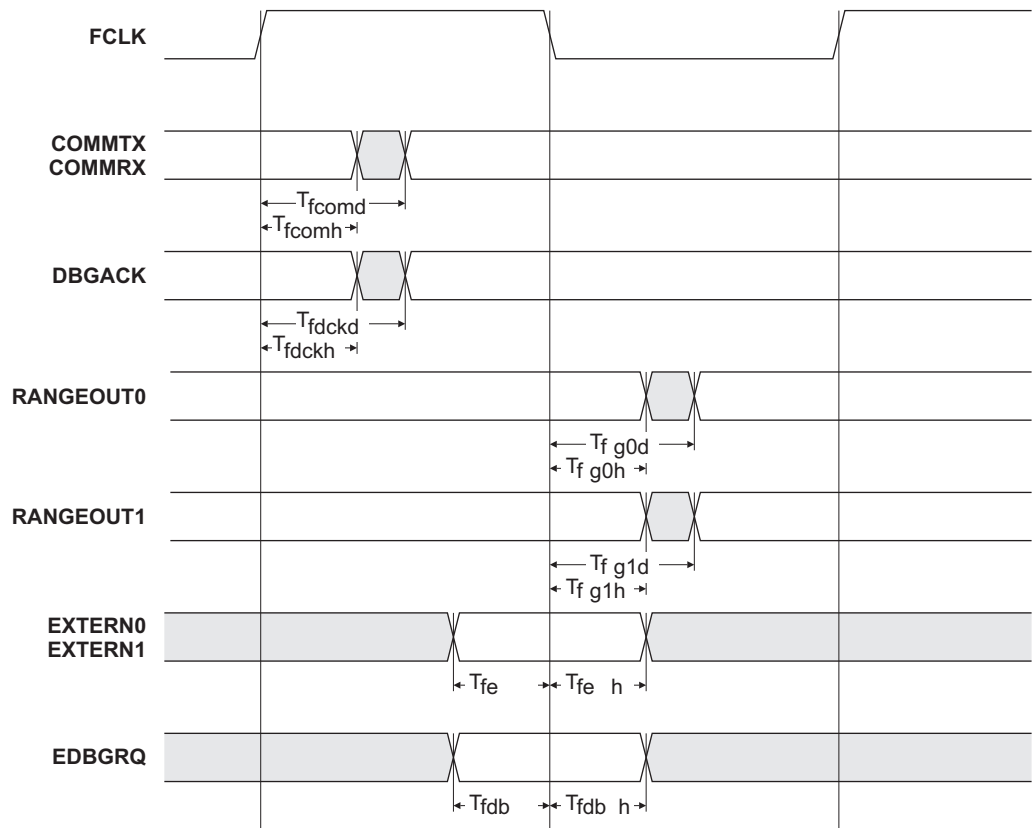 FCLK
COMMTX
COMMRX
Tfcomd
Tfcomh
DBGACK
Tfdckd
Tfdckh
RANGEOUT0
Tf g0d
Tf g0h
RANGEOUT1
Tf g1d
Tf g1h
EXTERN0
EXTERN1
Tfe Tfe h
EDBGRQ
Tfdb Tfdb h